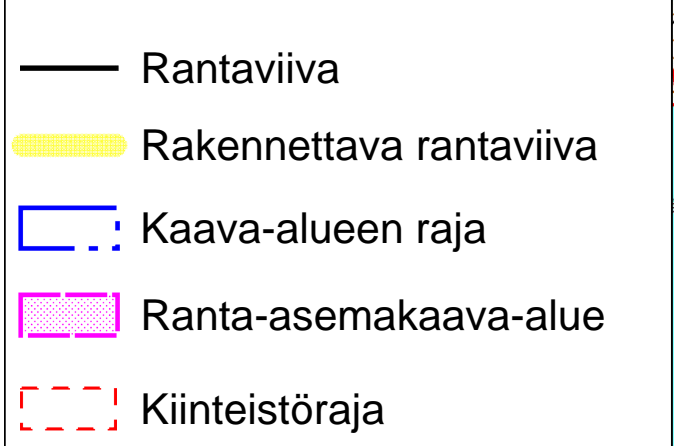 Rantaviiva
Rakennettava rantaviiva
Kaava-alueen raja
Ranta-asemakaava-alue
Kiinteistöraja